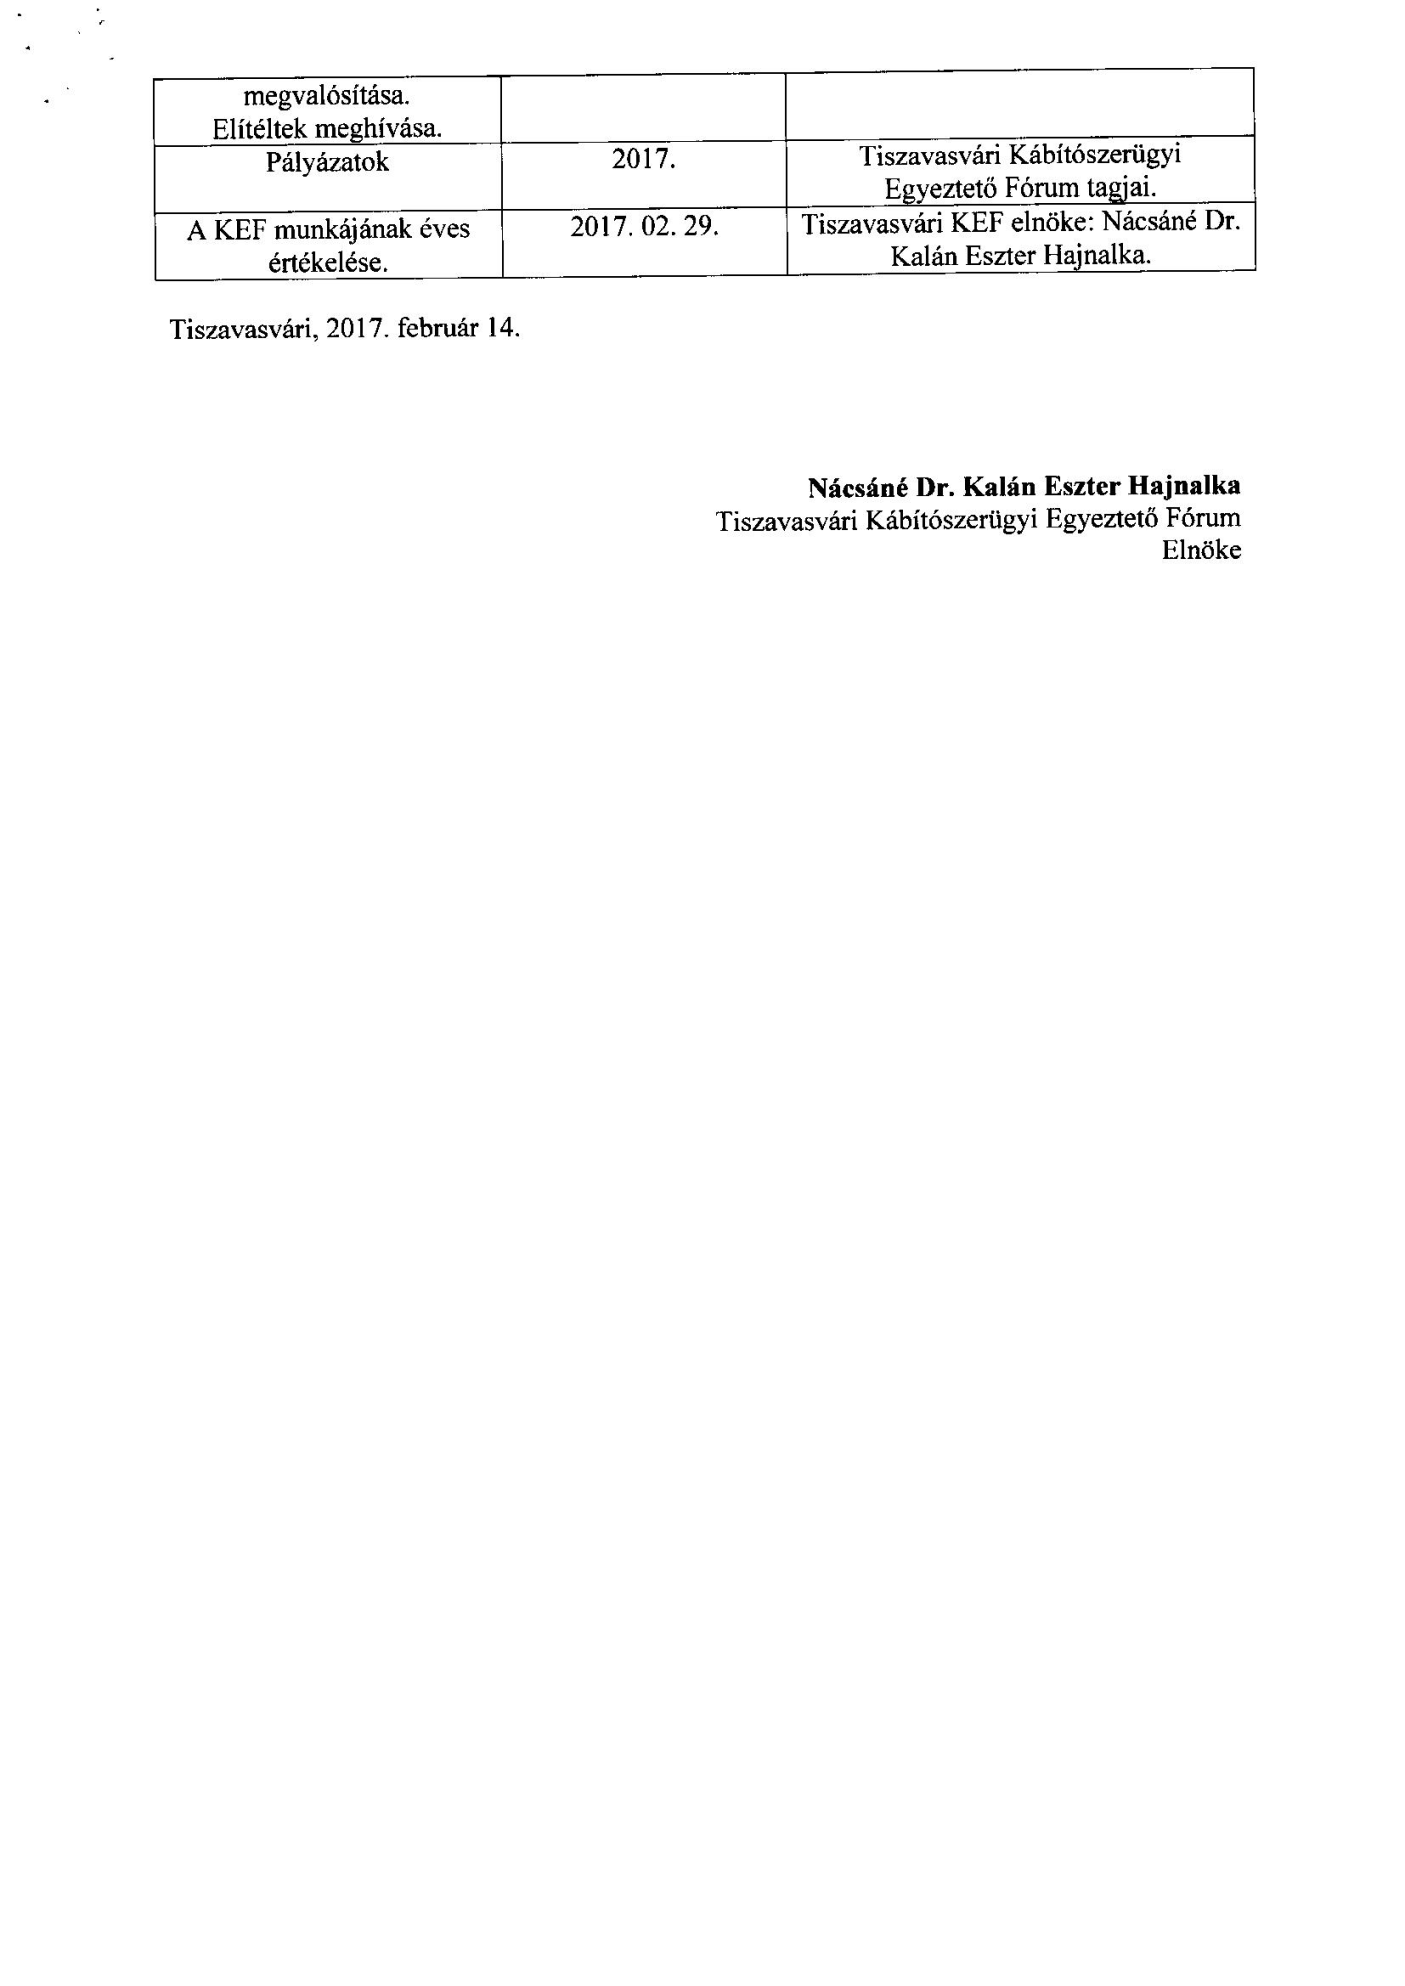 megvalósítása.
Elítéltek meghívása.
Pályázatok
2017.
Tiszavasvári Kábítószerügyi
Egyeztető Fórum tagjai.
A KEF munkájának éves
értékelése.
2017. 02. 29.
Tiszavasvári KEF elnöke: Nácsáné Dr.
Kalán Eszter Hajnalka.
Tiszavasvári, 2017. február 14.
Nácsáné Dr. Kalán Eszter Hajnalka
Tiszavasvári Kábítószerügyi Egyeztető Fórum
Elnöke